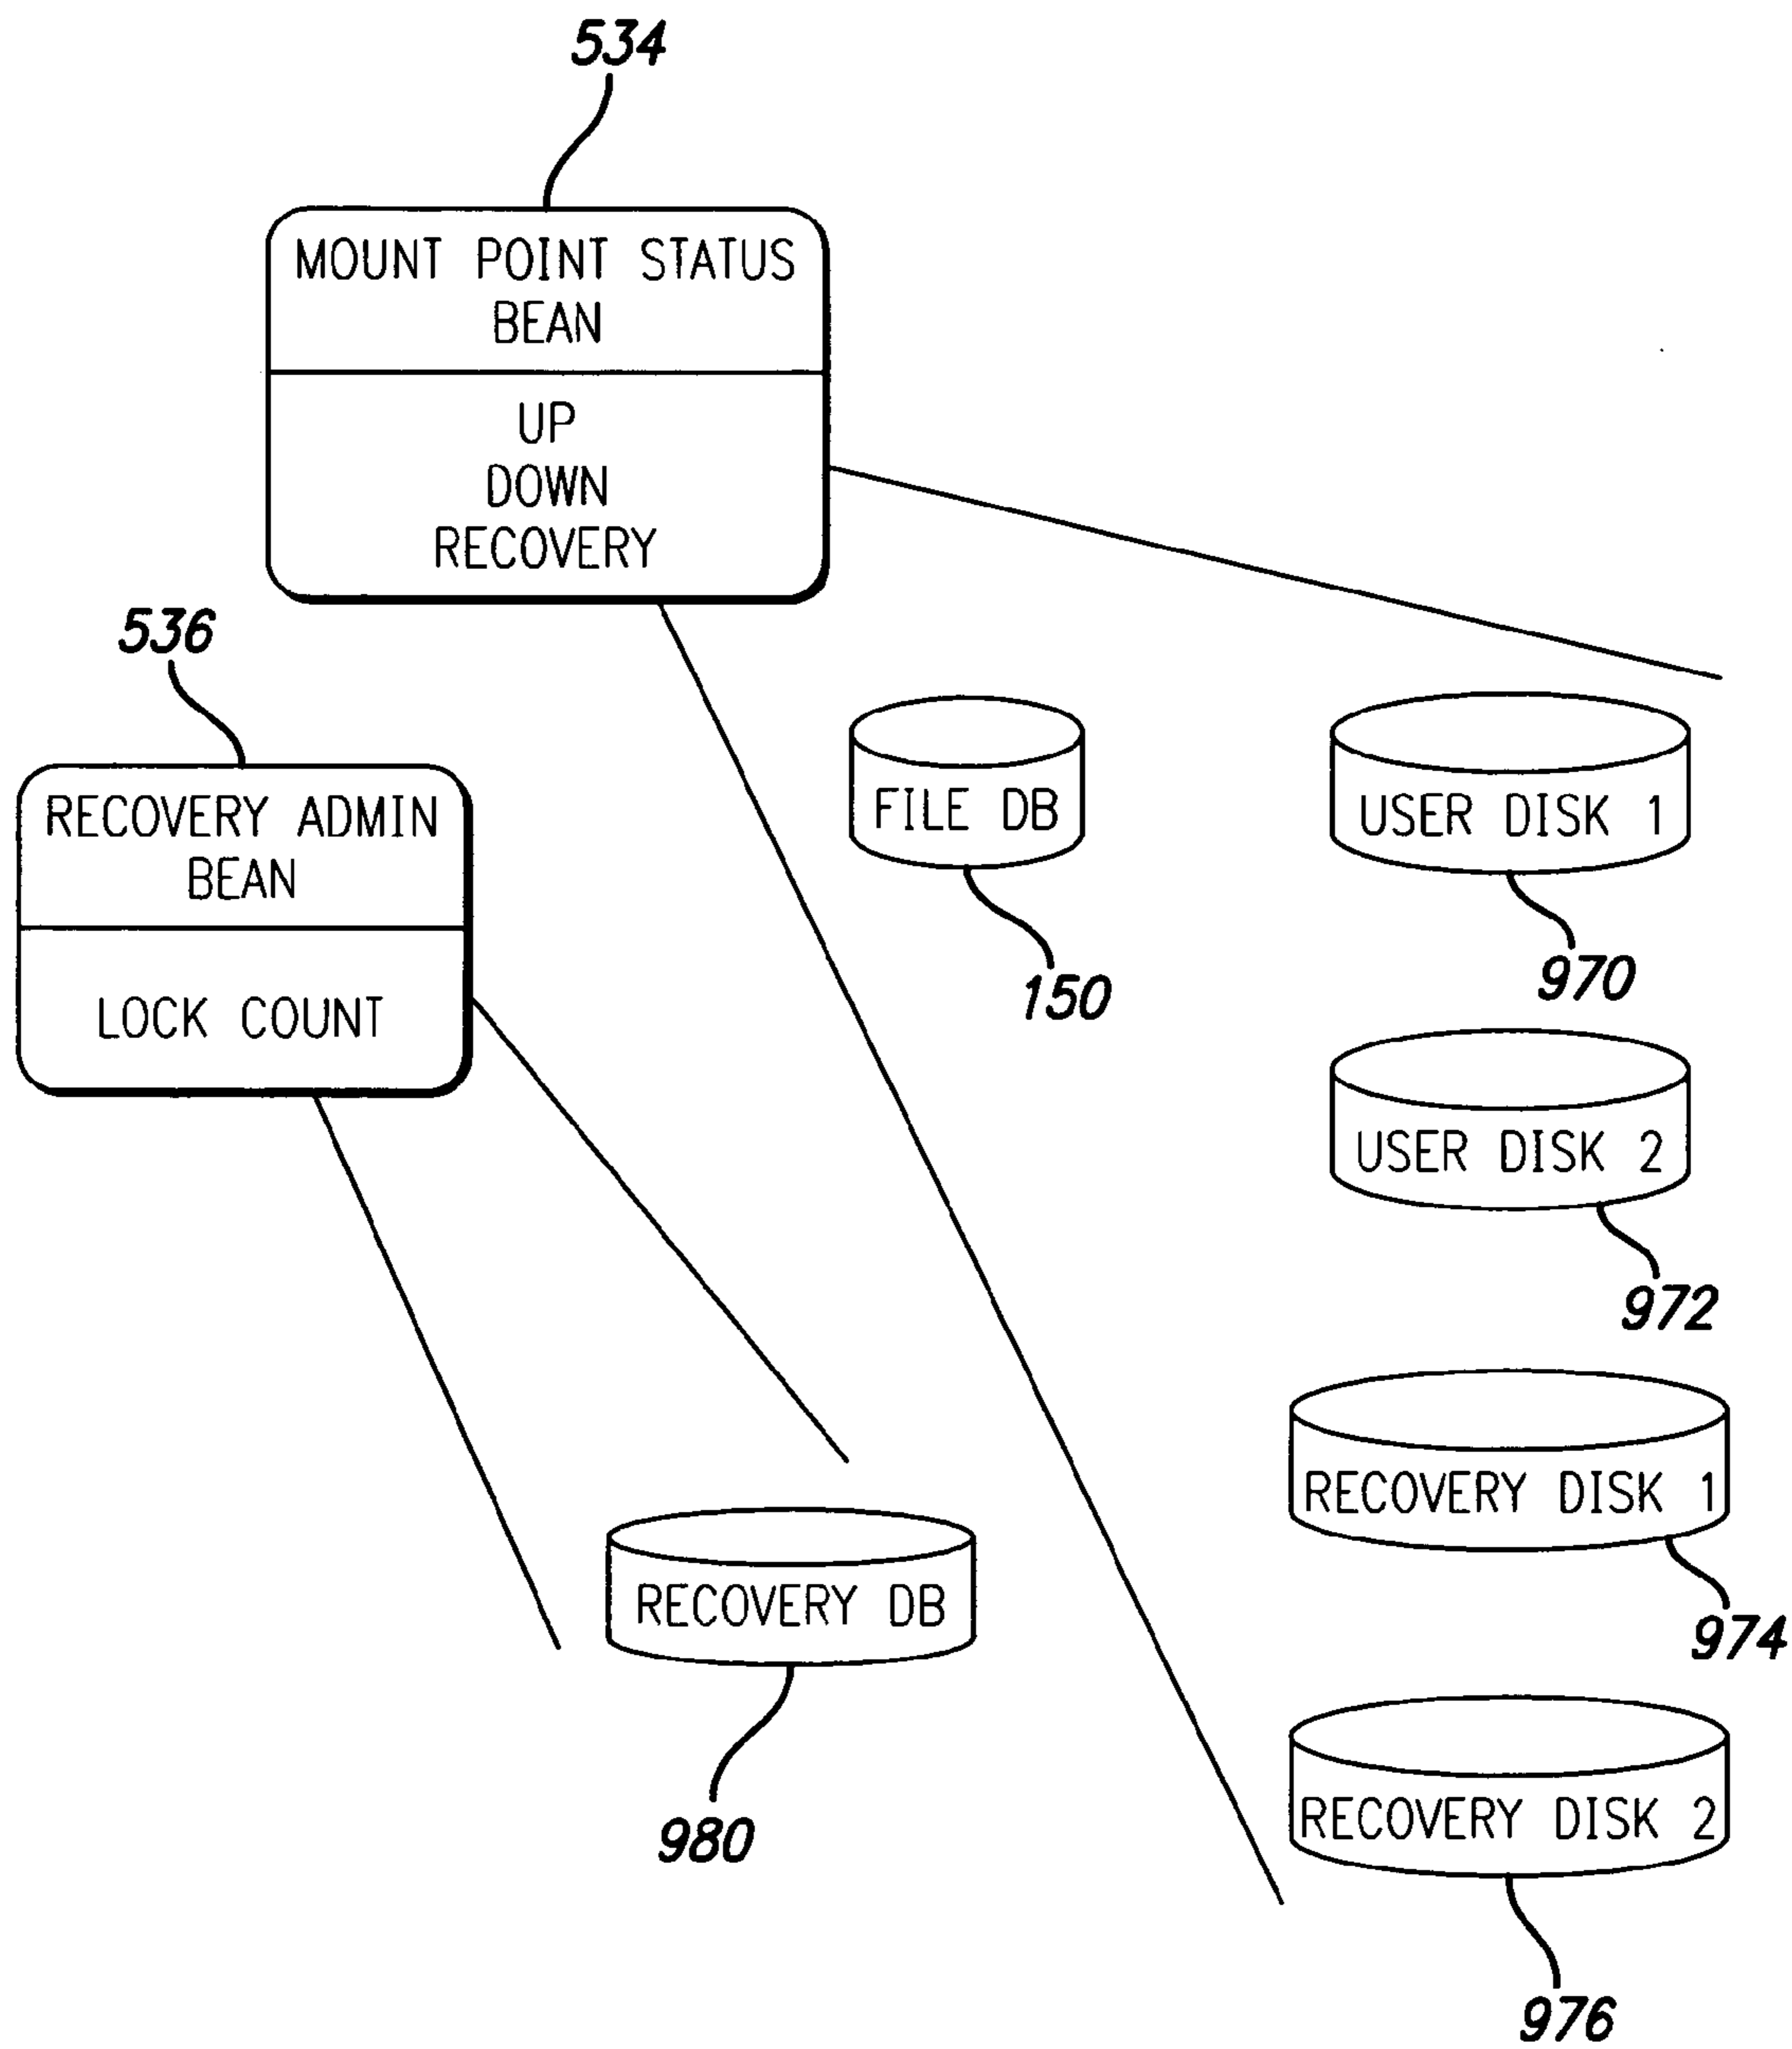 534
MOUNT POINT STATUS
BEAN
UP
DOWN
RECOVERY
536
RECOVERY ADMIN
BEAN
LOCK COUNT
FILE DB
150
USER DISK 1
970
USER DISK 2
972
RECOVERY DISK 1
974
RECOVERY DB
980
RECOVERY DISK 2
976